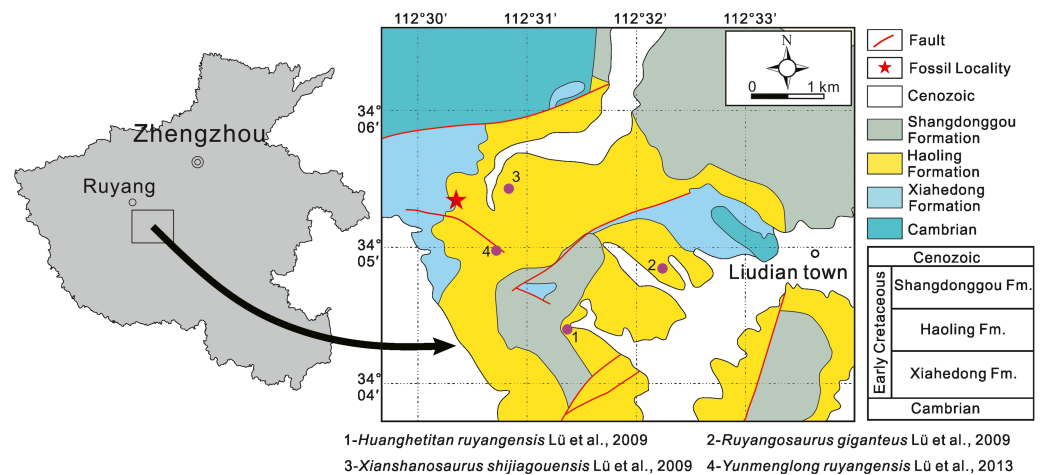 112°30′ 112°31′ 112°32′ 112°33′
34°
06′
34°
05′
34°
04′
Zhengzhou
Ruyang
N
0 1 km
3
4
2
1
Liudian town
Fault
Fossil Locality
Cenozoic
Shangdonggou
Formation
Haoling
Formation
Xiahedong
Formation
Cambrian
Cenozoic
Early Cretaceous
Shangdonggou Fm.
Haoling Fm.
Xiahedong Fm.
Cambrian
1-Huanghetitan ruyangensis Lü et al., 2009 2-Ruyangosaurus giganteus Lü et al., 2009
3-Xianshanosaurus shijiagouensis Lü et al., 2009 4-Yunmenglong ruyangensis Lü et al., 2013